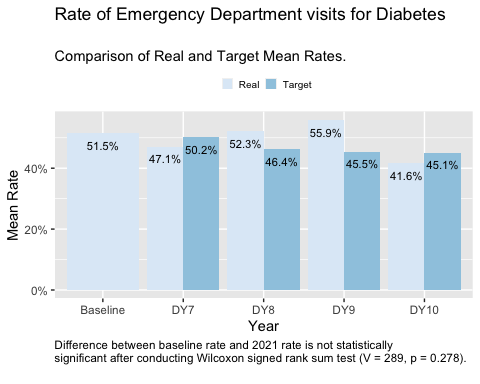 Rate of Emergency Department visits for Diabetes
Comparison of Real and Target Mean Rates.
Real Target
51.5%
47.1%
50.2%
52.3%
46.4%
55.9%
45.5%
41.6%
45.1%
40%
20%
0%
Mean Rate
Baseline DY7 DY8 DY9 DY10
Year
Difference between baseline rate and 2021 rate is not statistically
significant after conducting Wilcoxon signed rank sum test (V = 289, p = 0.278).